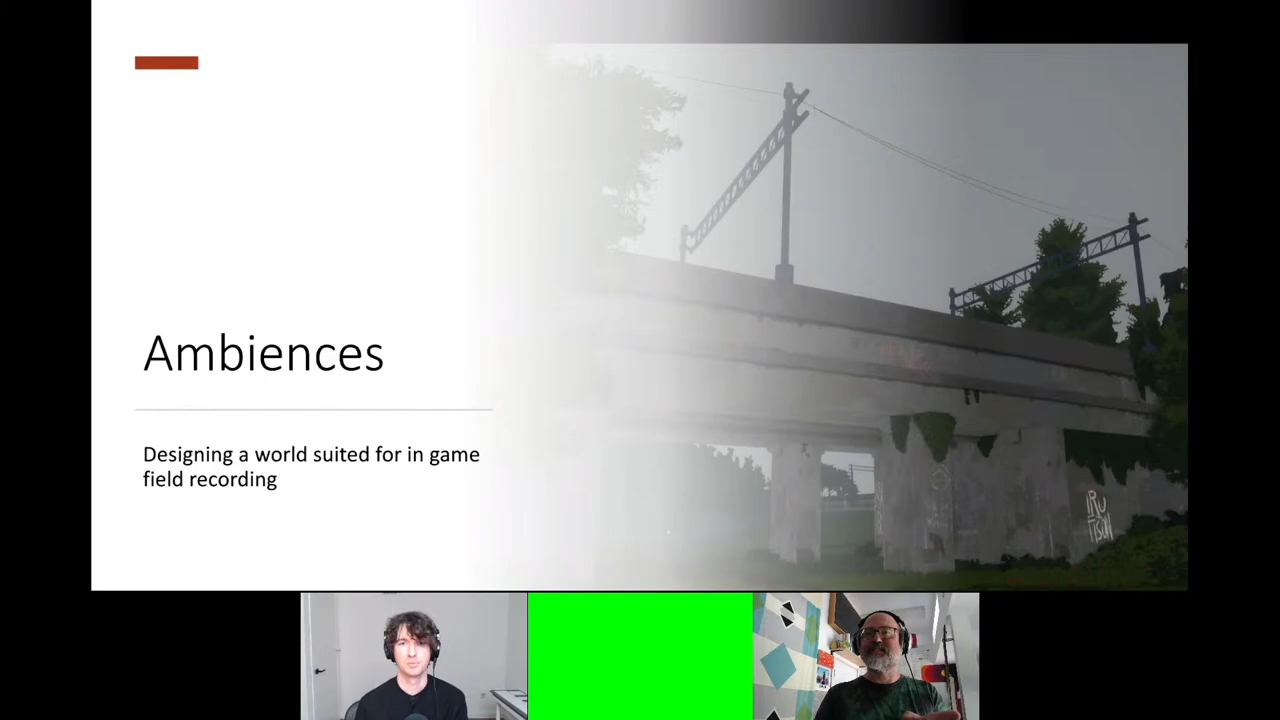 Ambiences
Designing a world suited for in game
field recording